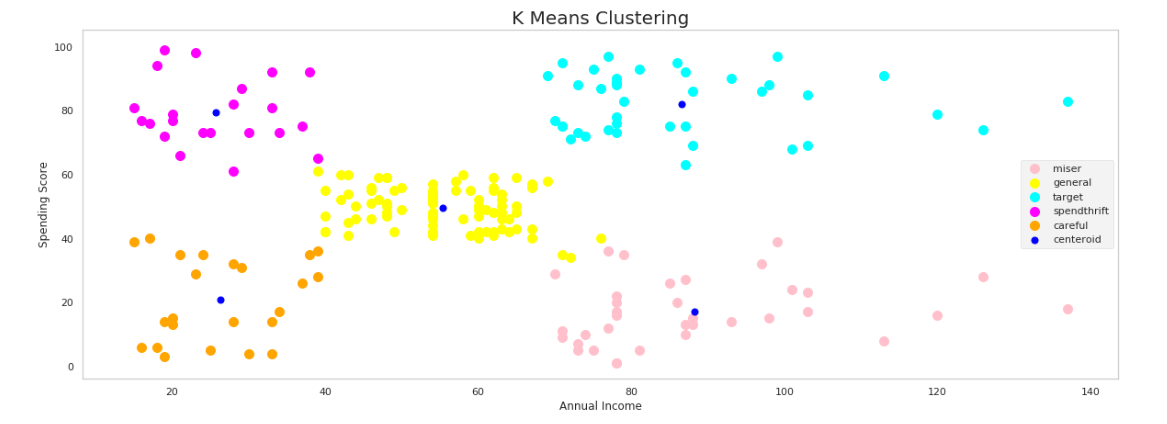 K Means Clustering
100
80
60
40
20
0
Spending Score
miser
general
target
spendthrift
careful
centeroid
20 40 60 80 100 120 140
Annual Income